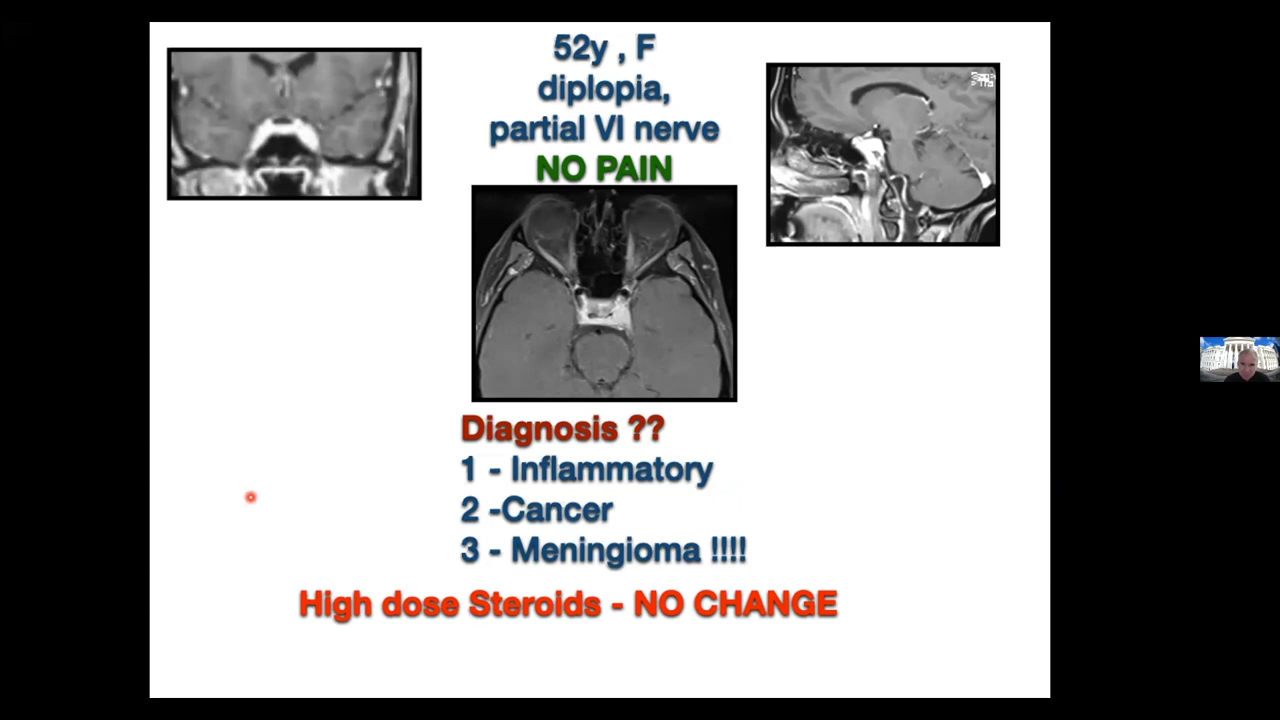 52y , F
diplopia,
partial VI nerve
NO PAIN
Diagnosis ??
1 - Inflammatory
2 -Cancer
3 - Meningioma !!!!
High dose Steroids - NO CHANGE